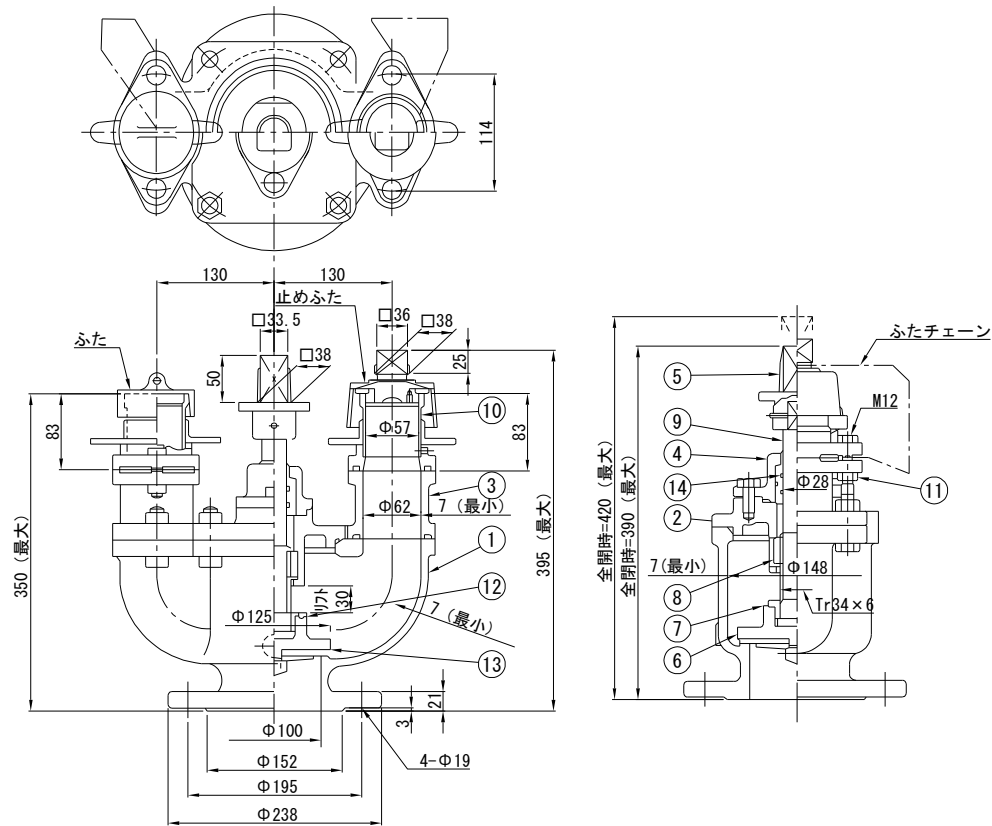 114
130
130
止めふた
□33.5
□36
□38
ふた
□38
50
25
83
83
⑩
Φ57
③
Φ62
7 (最小)
①
350 (最大)
395 (最大)
リフト
30
⑫
Φ125
7 (最小)
⑬
21
3
Φ100
4-Φ19
Φ152
Φ195
Φ238
ふたチェーン
⑤
M12
⑨
④
⑭
Φ28
⑪
②
全開時=420 (最大)
全閉時=390 (最大)
7(最小)
Φ148
⑧
Tr34×6
⑦
⑥